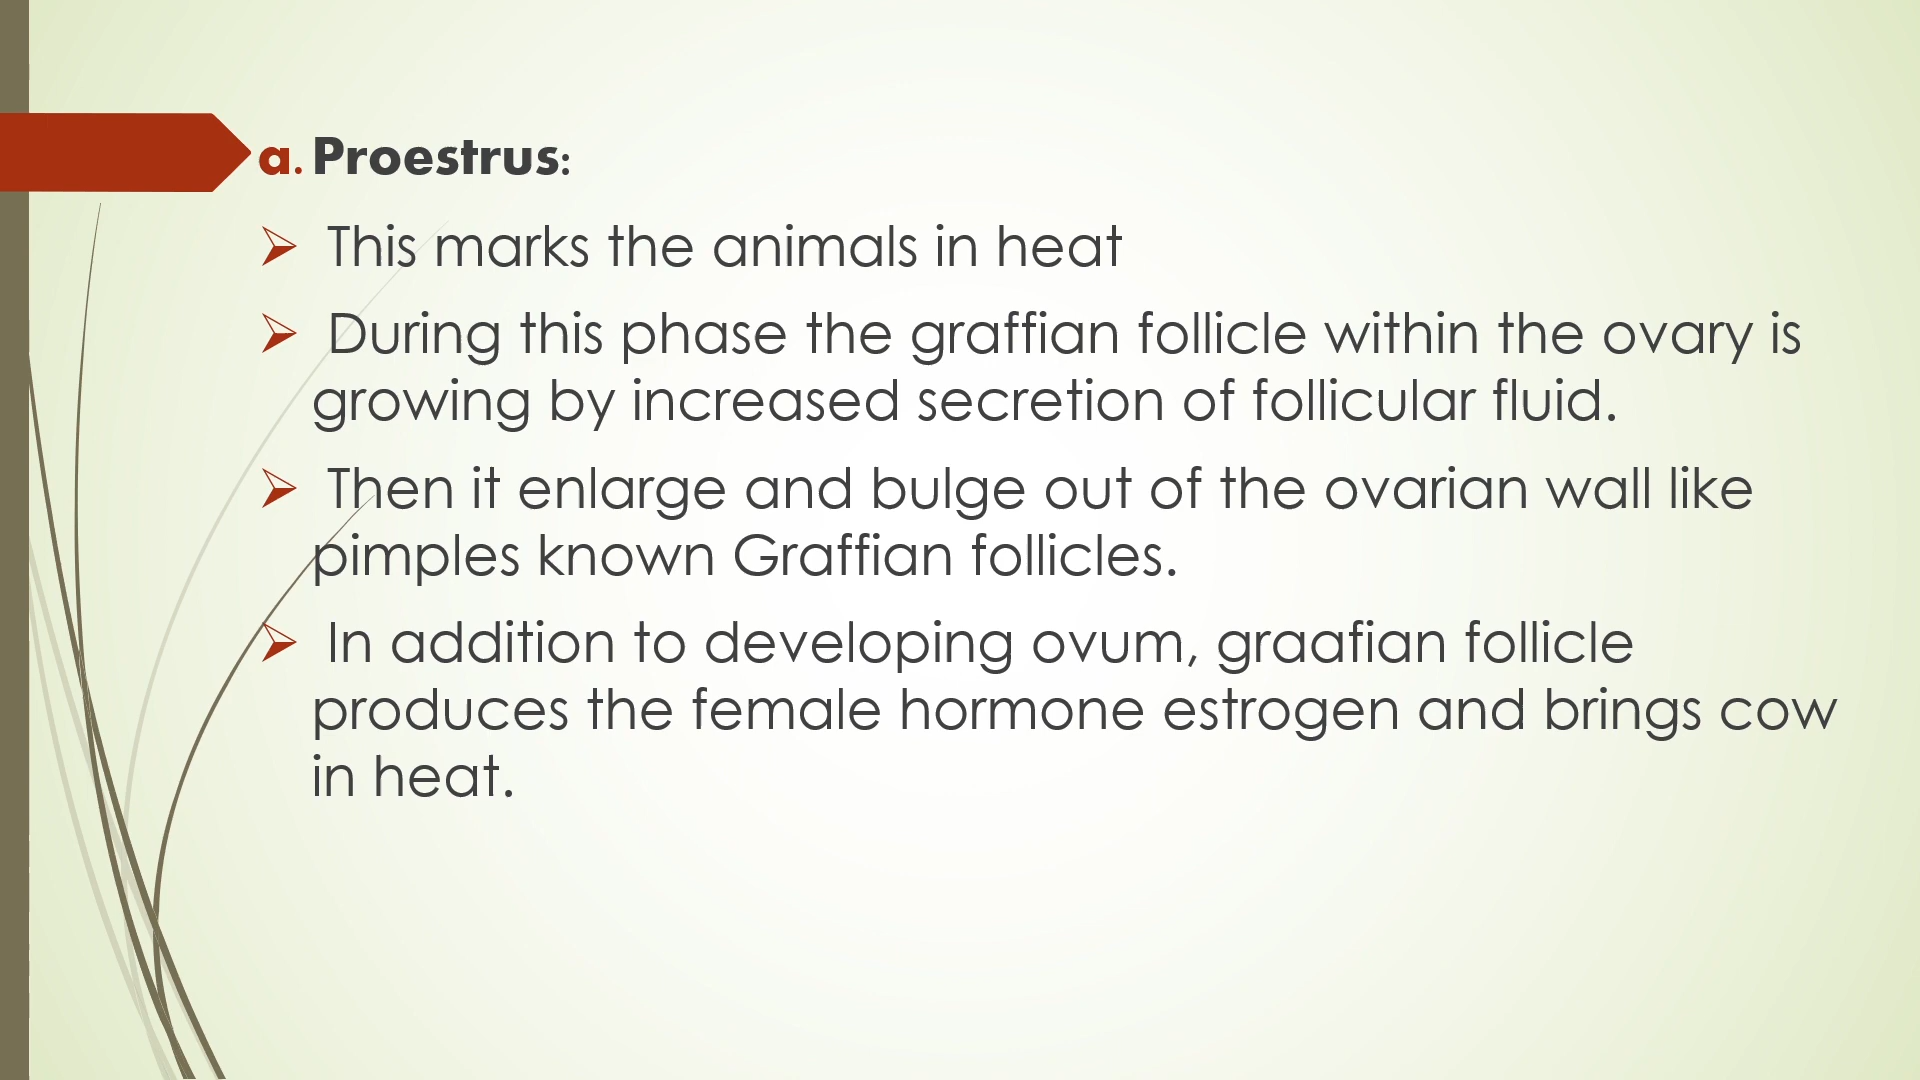 a. Proestrus:
➢ This marks the animals in heat
➢ During this phase the graffian follicle within the ovary is
growing by increased secretion of follicular fluid.
➢ Then it enlarge and bulge out of the ovarian wall like
pimples known Graffian follicles.
➢ In addition to developing ovum, graafian follicle
produces the female hormone estrogen and brings cow
in heat.